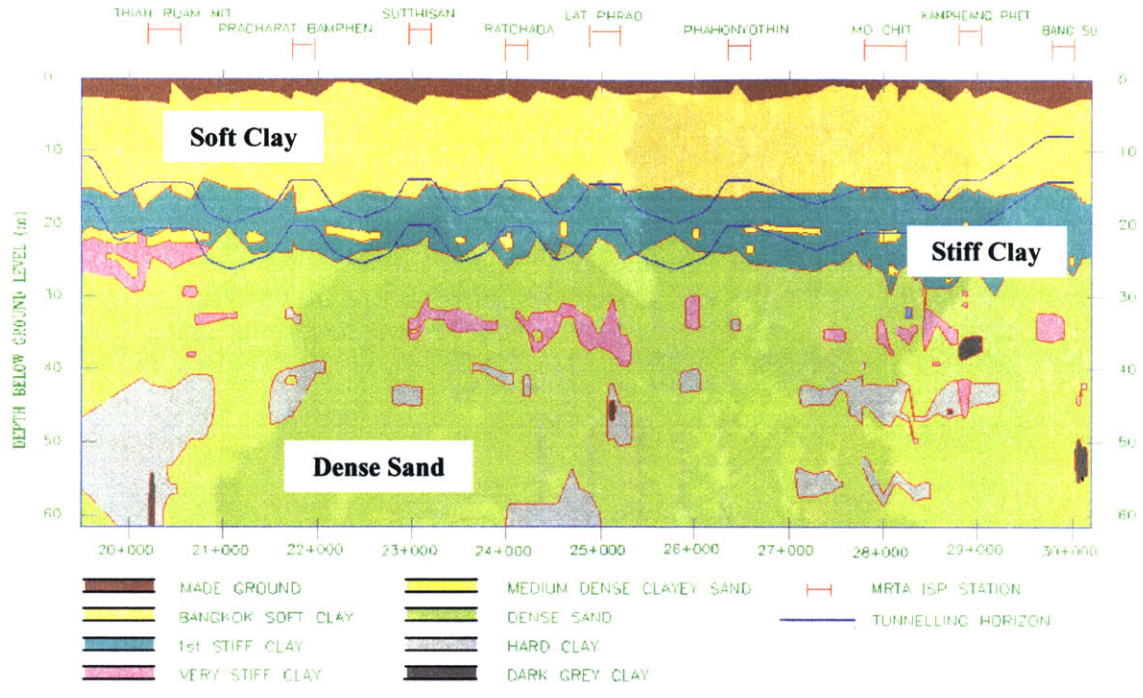 THIAM RUAM MIT LAT PHRAO KAMPHEANG PHET
PRACHARAT BAMPHEN SUTTHISAN RATCHADA PHAHONYOTHIN MO CHIT BANG SU
0 0
Soft Clay
10 10
20 20
Stiff Clay
30 30
DEPTH BELOW GROUND LEVEL (m)
40 40
Dense Sand
50 50
60 60
20+000 21+000 22+000 23+000 24+000 25+000 26+000 27+000 28+000 29+000 30+000
MADE GROUND MEDIUM DENSE CLAYEY SAND MRTA ISP STATION
BANGKOK SOFT CLAY DENSE SAND TUNNELLING HORIZON
1st STIFF CLAY HARD CLAY
VERY STIFF CLAY DARK GREY CLAY